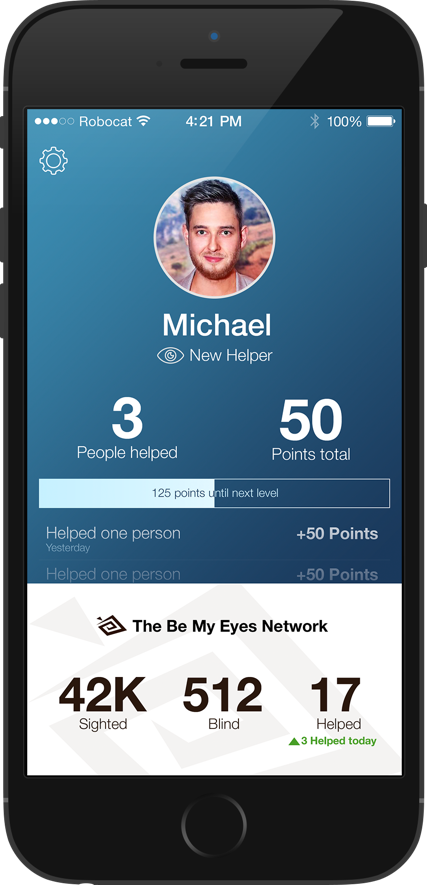 Robocat 4:21 PM 100%
Michael
New Helper
3 50
People helped Points total
125 points until next level
Helped one person +50 Points
Yesterday
Helped one person +50 Points
The Be My Eyes Network
42K 512 17
Sighted Blind Helped
3 Helped today